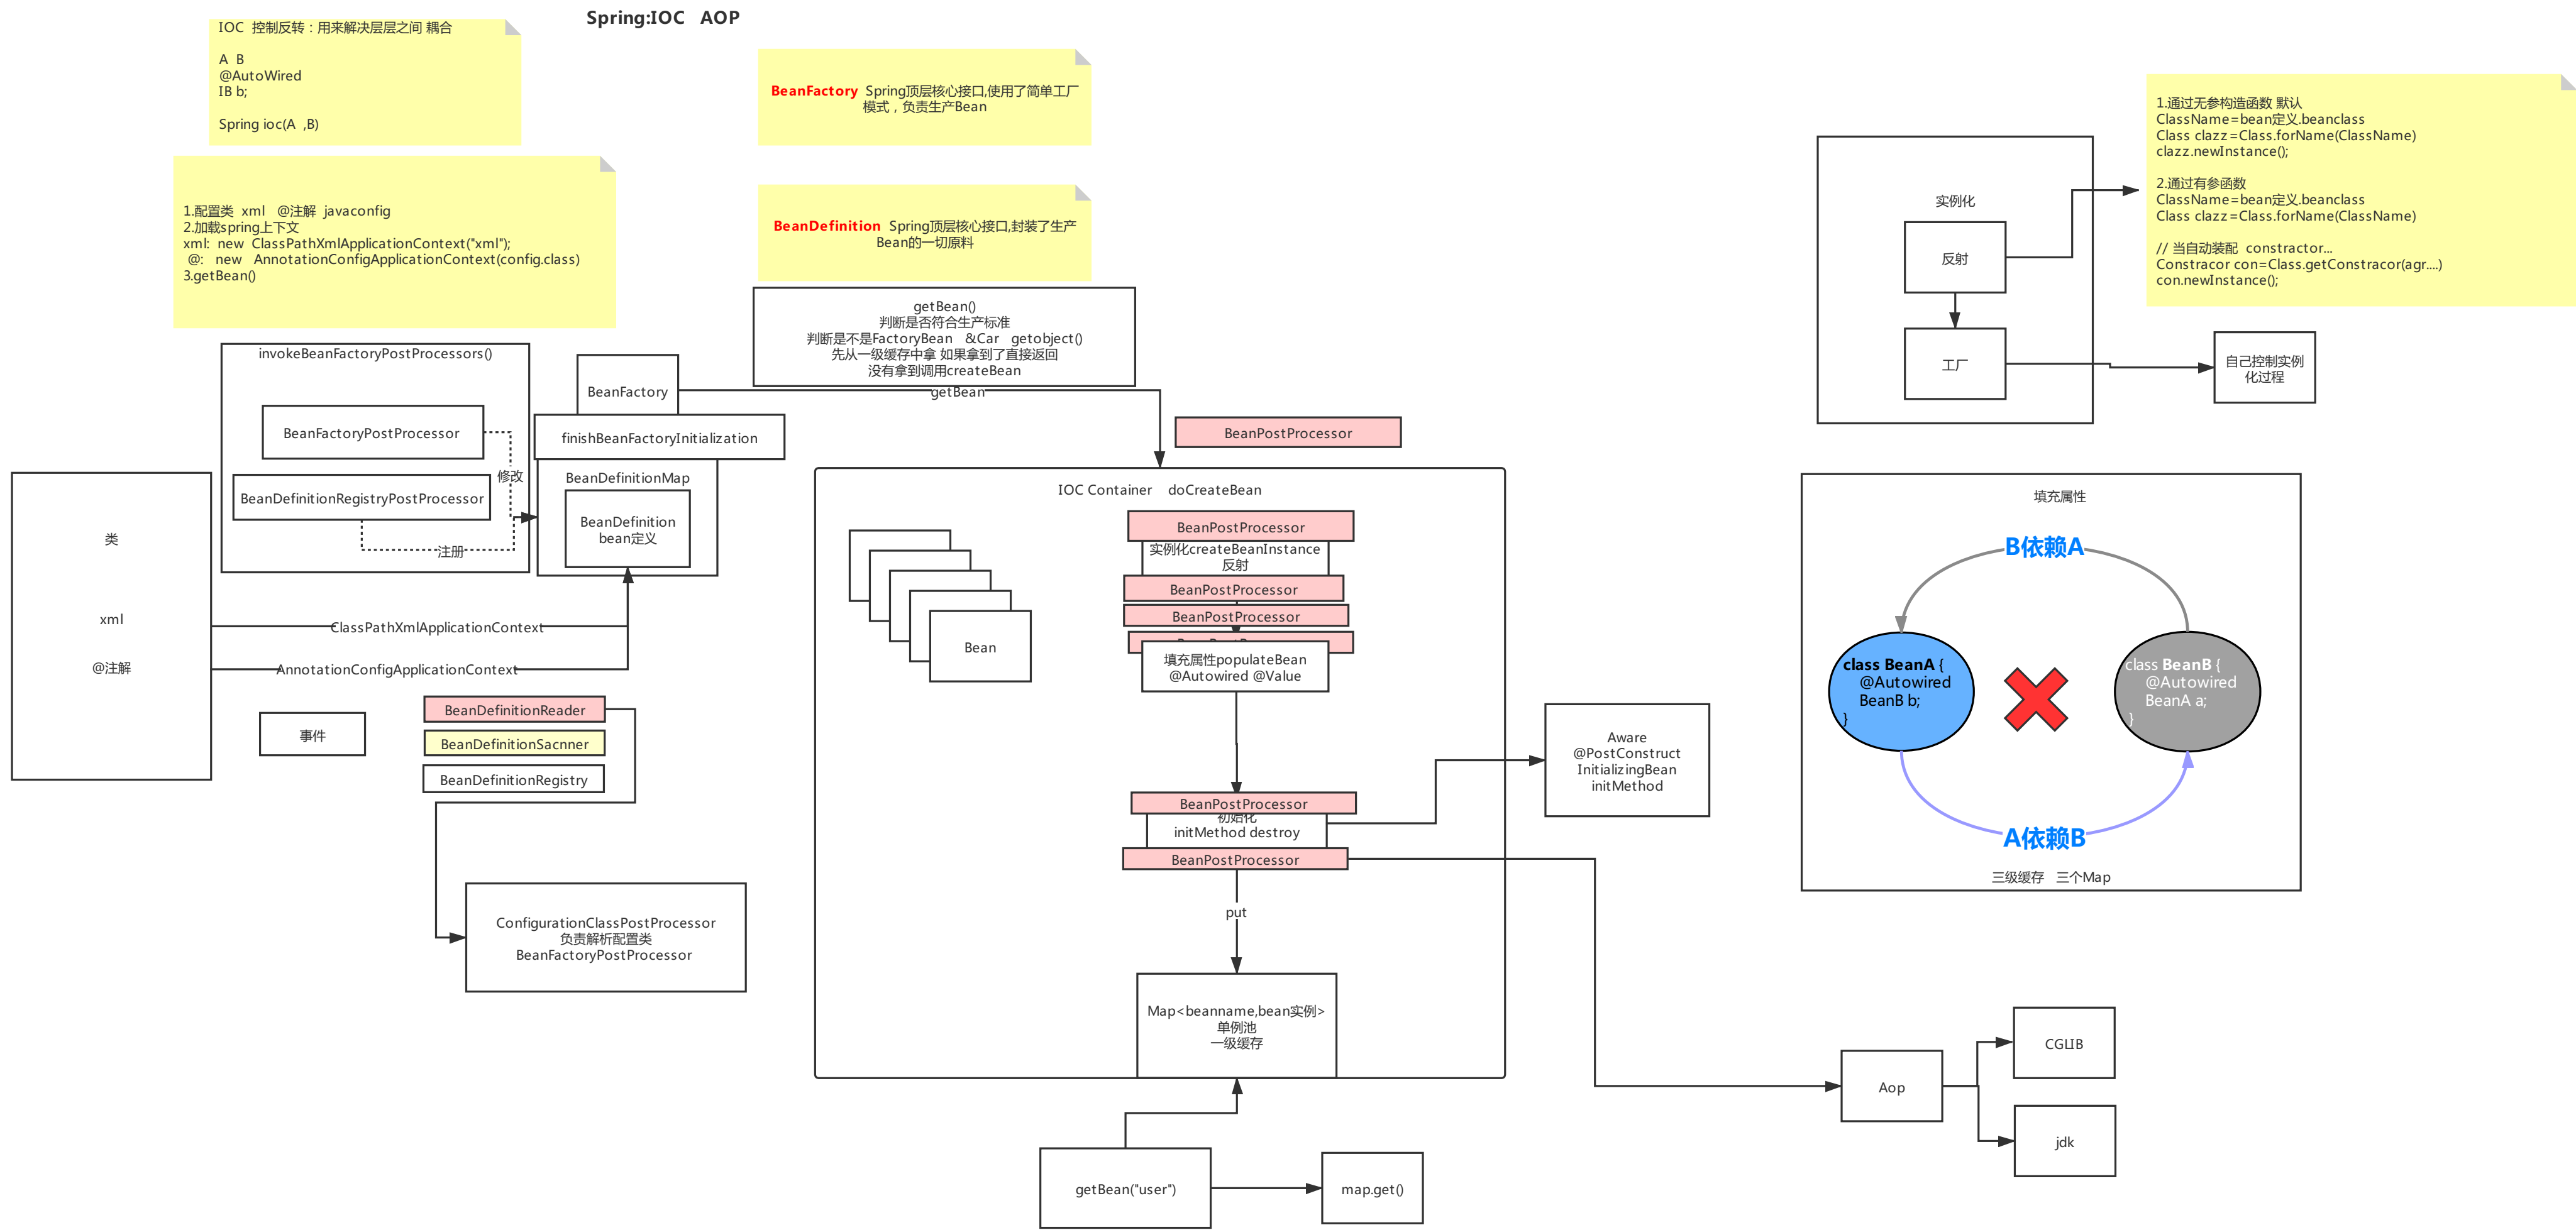 Spring:IOC   AOP
IOC  控制反转：用来解决层层之间 耦合
A  B
@AutoWired
IB b;
Spring ioc(A  ,B)
1.配置类  xml   @注解  javaconfig
2.加载spring上下文
xml:  new  ClassPathXmlApplicationContext("xml");
@:   new   AnnotationConfigApplicationContext(config.class)
3.getBean()
BeanFactory  Spring顶层核心接口,使用了简单工厂
模式，负责生产Bean
BeanDefinition  Spring顶层核心接口,封装了生产
Bean的一切原料
getBean()
判断是否符合生产标准
判断是不是FactoryBean   &Car   getobject()
先从一级缓存中拿 如果拿到了直接返回
没有拿到调用createBean
getBean
invokeBeanFactoryPostProcessors()
BeanFactoryPostProcessor
BeanDefinitionRegistryPostProcessor
修改
注册
BeanFactory
finishBeanFactoryInitialization
BeanDefinitionMap
BeanDefinition
bean定义
类
xml
@注解
ClassPathXmlApplicationContext
AnnotationConfigApplicationContext
事件
BeanDefinitionReader
BeanDefinitionSacnner
BeanDefinitionRegistry
ConfigurationClassPostProcessor
负责解析配置类
BeanFactoryPostProcessor
BeanPostProcessor
IOC Container    doCreateBean
Bean
BeanPostProcessor
实例化createBeanInstance
反射
BeanPostProcessor
BeanPostProcessor
填充属性populateBean
@Autowired @Value
BeanPostProcessor
初始化
initMethod destroy
BeanPostProcessor
put
Map<beanname,bean实例>
单例池
一级缓存
getBean("user")
map.get()
Aware
@PostConstruct
InitializingBean
initMethod
实例化
反射
工厂
自己控制实例
化过程
1.通过无参构造函数 默认
ClassName=bean定义.beanclass
Class clazz=Class.forName(ClassName)
clazz.newInstance();
2.通过有参函数
ClassName=bean定义.beanclass
Class clazz=Class.forName(ClassName)
// 当自动装配  constractor...
Constracor con=Class.getConstracor(agr....)
con.newInstance();
填充属性
B依赖A
class BeanA {
@Autowired
BeanB b;
}
class BeanB {
@Autowired
BeanA a;
}
A依赖B
三级缓存   三个Map
Aop
CGLIB
jdk